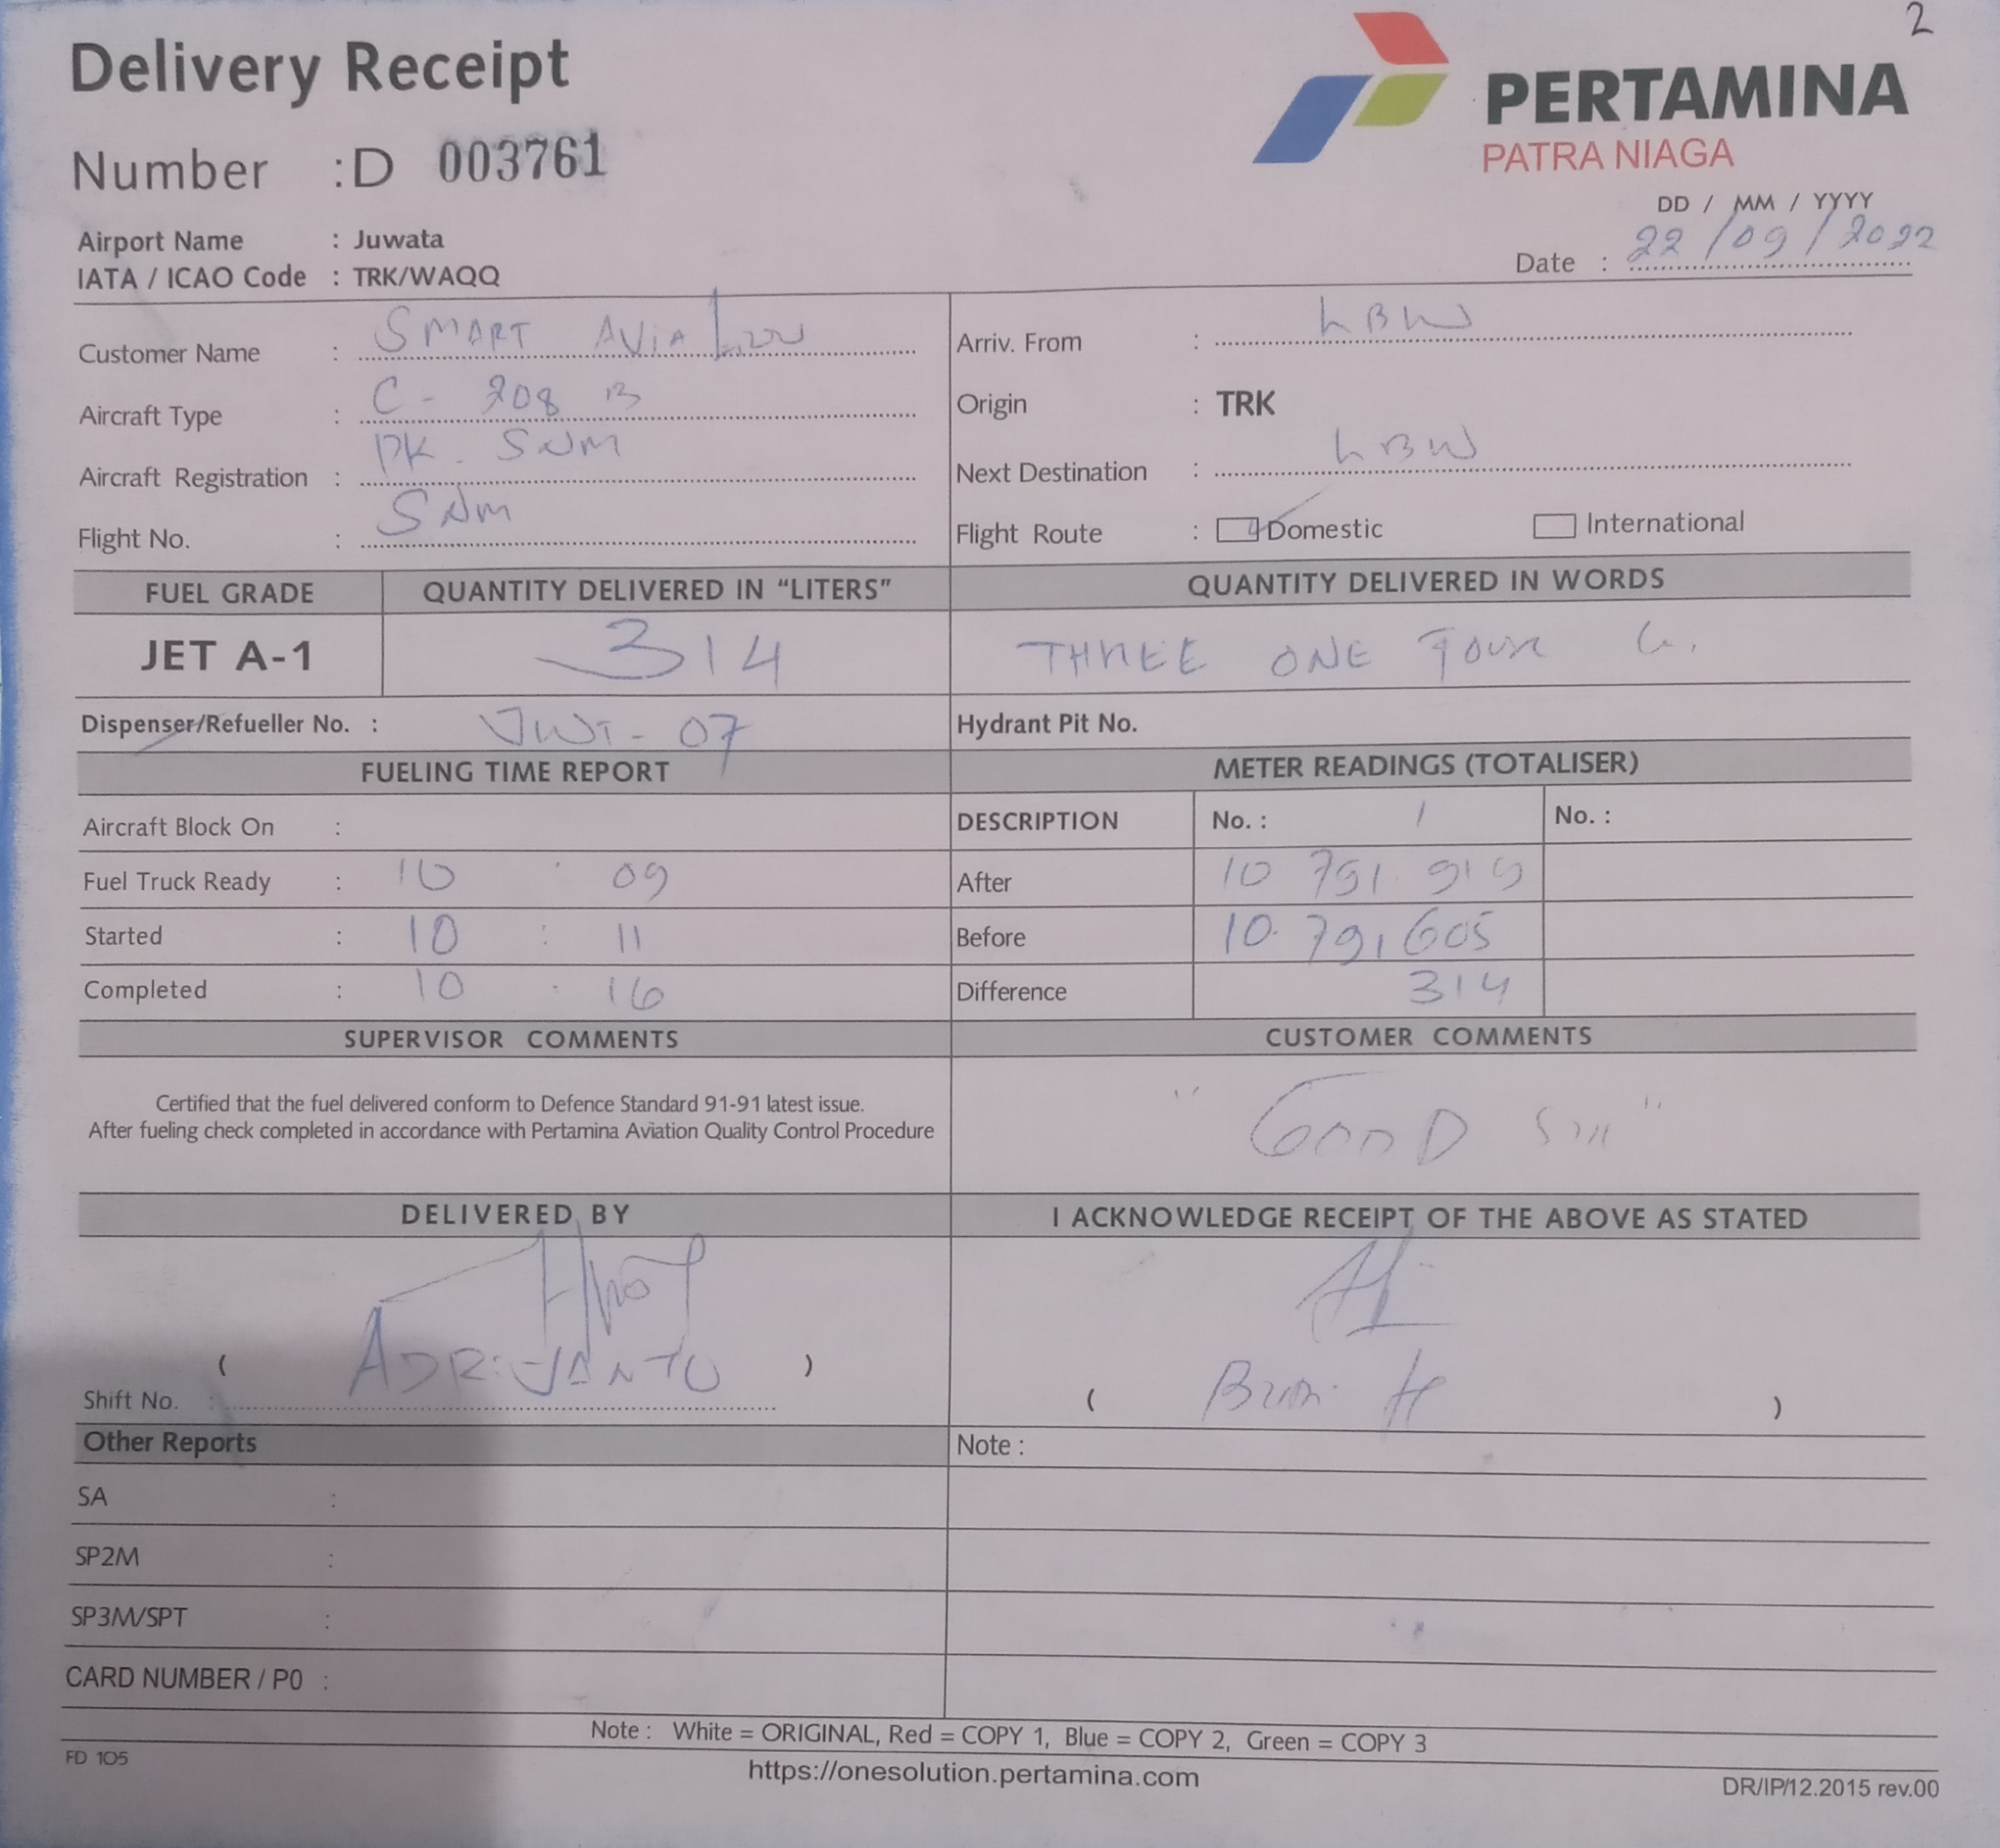 2
Delivery Receipt
PERTAMINA
PATRA NIAGA
Number : D 003761
DD / MM / YYYY
Airport Name : Juwata
Date : 22/09/2022
IATA / ICAO Code : TRK/WAQQ
Customer Name : SMART AViATION
Arriv. From : LBW
Aircraft Type : C - 208 B
Origin : TRK
Aircraft Registration : PK - SNM
Next Destination : LBW
Flight No. : SNM
Flight Route : Domestic International
FUEL GRADE QUANTITY DELIVERED IN “LITERS” QUANTITY DELIVERED IN WORDS
JET A-1 314 THREE ONE FOUR
Dispenser/Refueller No. : JWT - 07 Hydrant Pit No.
FUELING TIME REPORT METER READINGS (TOTALISER)
Aircraft Block On : DESCRIPTION No. : 1 No. :
Fuel Truck Ready : 10 : 09 After 10 791.919
Started : 10 : 11 Before 10.791,605
Completed : 10 : 16 Difference 314
SUPERVISOR COMMENTS CUSTOMER COMMENTS
Certified that the fuel delivered conform to Defence Standard 91-91 latest issue.
After fueling check completed in accordance with Pertamina Aviation Quality Control Procedure
" GOOD "
DELIVERED BY I ACKNOWLEDGE RECEIPT OF THE ABOVE AS STATED
( ADRiJANTO )
Shift No. :
( )
Other Reports Note :
SA :
SP2M :
SP3M/SPT :
CARD NUMBER / P0 :
Note : White = ORIGINAL, Red = COPY 1, Blue = COPY 2, Green = COPY 3
FD 105
https://onesolution.pertamina.com
DR/IP/12.2015 rev.00